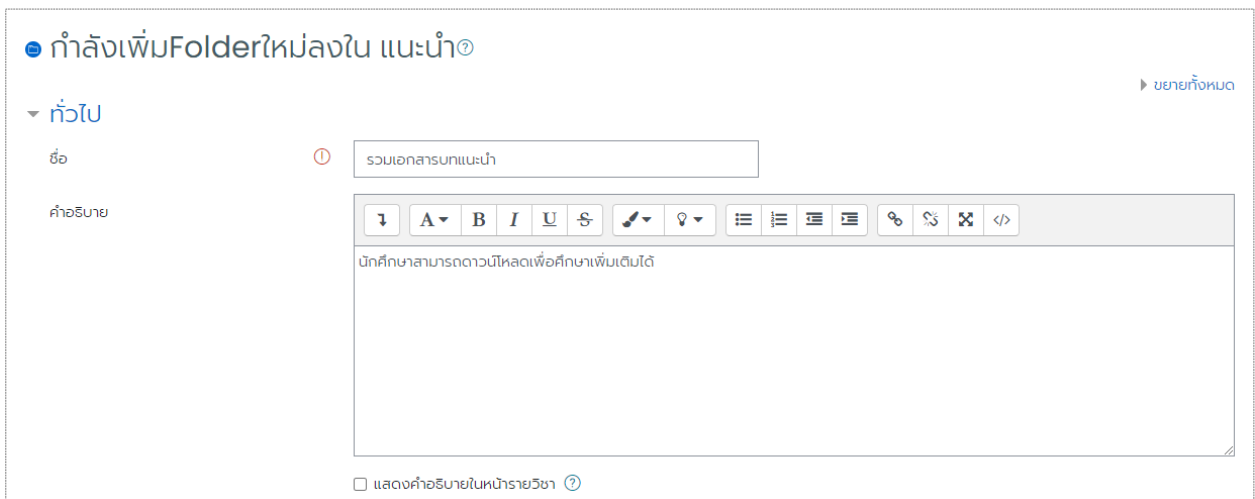 กำลังเพิ่มFolderใหม่ลงใน แนะนำ
ขยายทั้งหมด
ทั่วไป
ชื่อ
รวมเอกสารบทแนะนำ
คำอธิบาย
A B I U S
นักศึกษาสามารถดาวน์โหลดเพื่อศึกษาเพิ่มเติมได้
แสดงคำอธิบายในหน้ารายวิชา